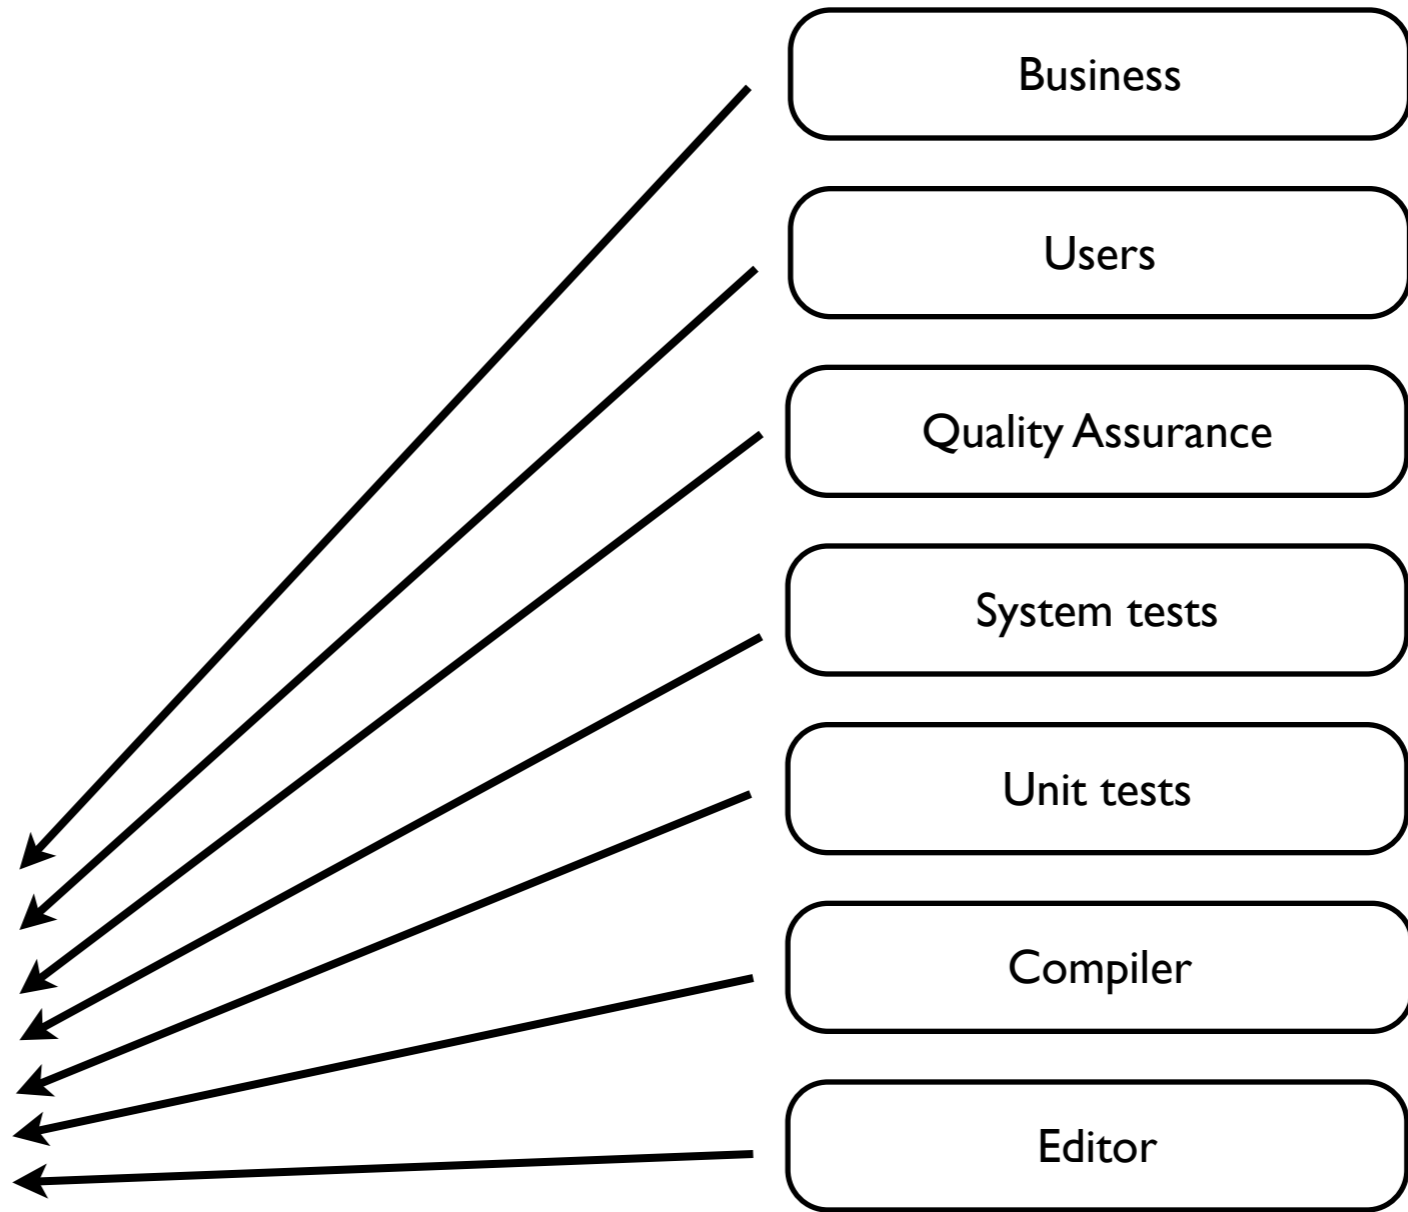 Business
Users
Quality Assurance
System tests
Unit tests
Compiler
Editor